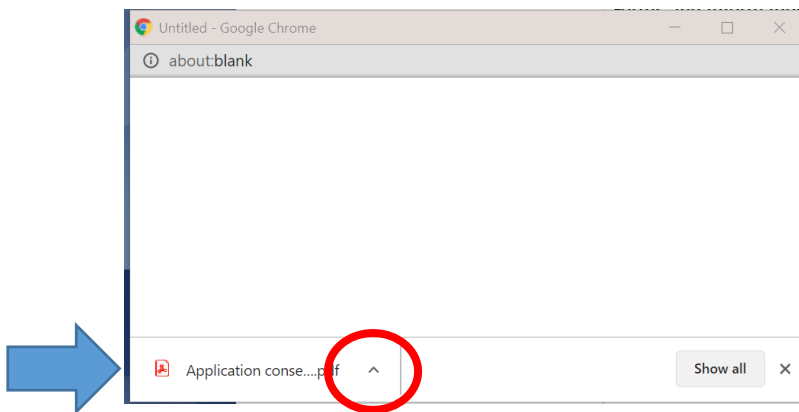 Untitled - Google Chrome
about:blank
Application conse....pdf
Show all